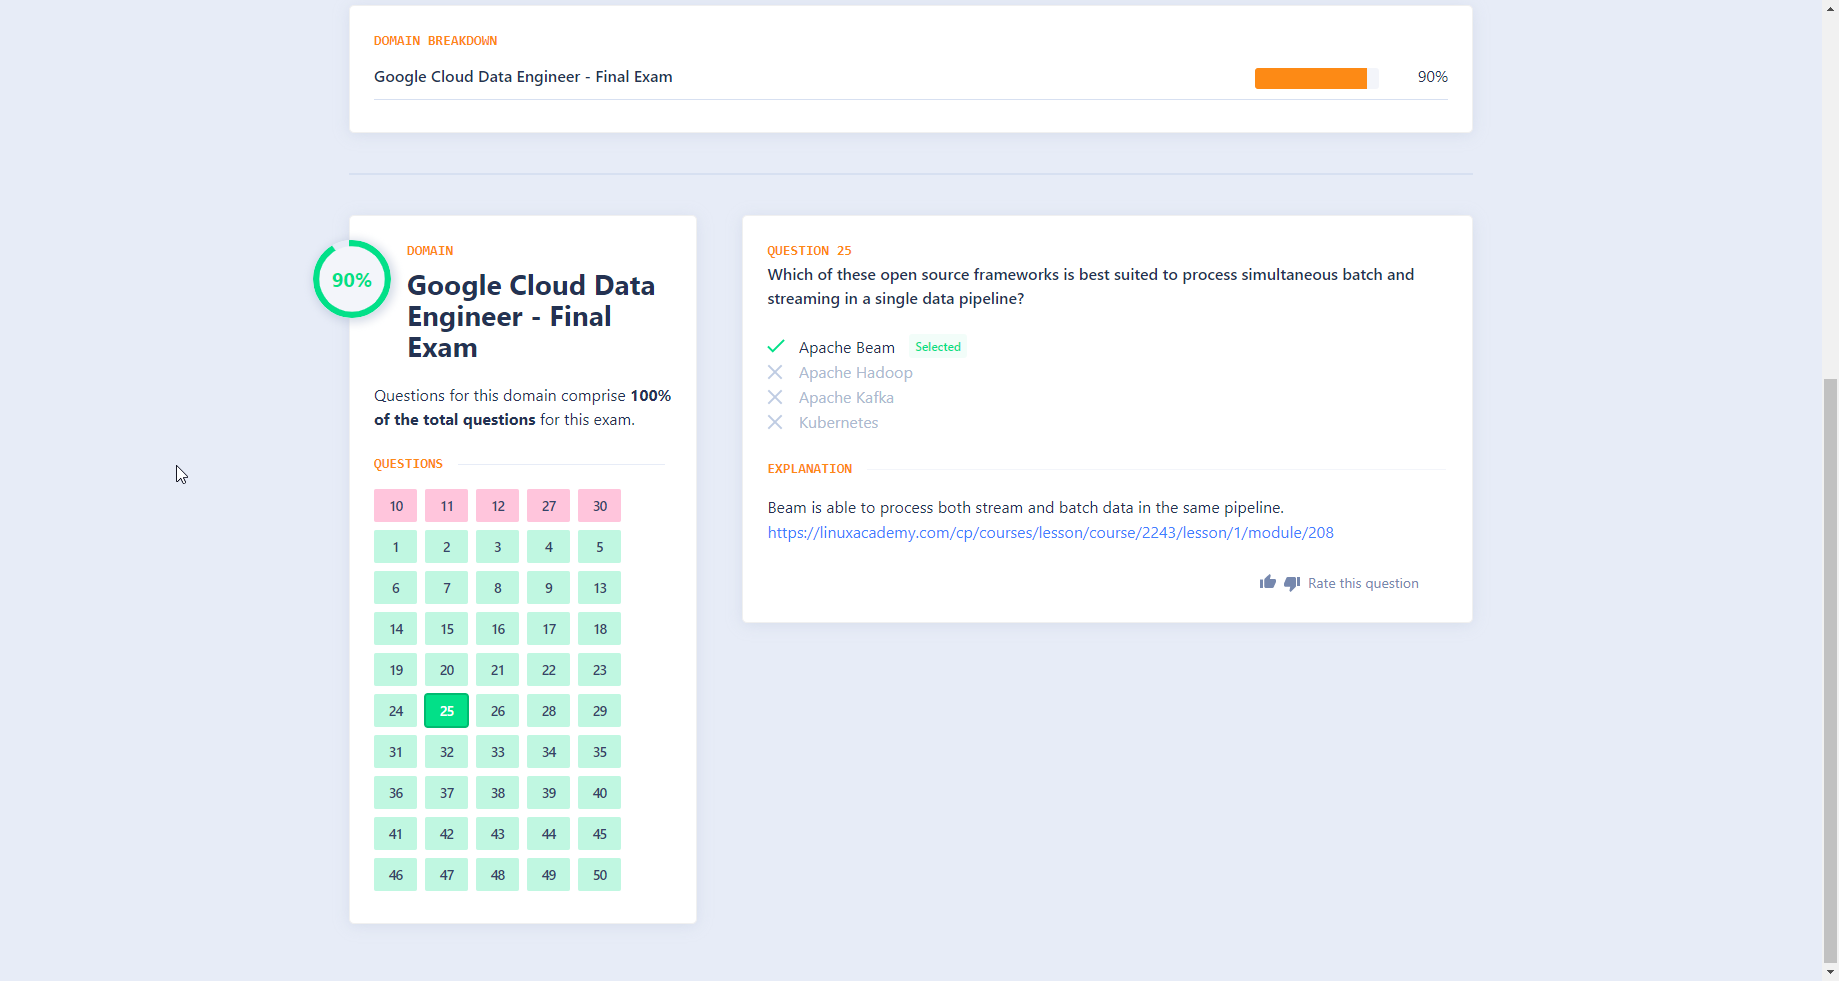 DOMAIN BREAKDOWN
Google Cloud Data Engineer - Final Exam
90%
90%
DOMAIN
Google Cloud Data
Engineer - Final
Exam
Questions for this domain comprise 100%
of the total questions for this exam.
QUESTIONS
10 11 12 27 30
1 2 3 4 5
6 7 8 9 13
14 15 16 17 18
19 20 21 22 23
24 25 26 28 29
31 32 33 34 35
36 37 38 39 40
41 42 43 44 45
46 47 48 49 50
QUESTION 25
Which of these open source frameworks is best suited to process simultaneous batch and
streaming in a single data pipeline?
Apache Beam Selected
Apache Hadoop
Apache Kafka
Kubernetes
EXPLANATION
Beam is able to process both stream and batch data in the same pipeline.
https://linuxacademy.com/cp/courses/lesson/course/2243/lesson/1/module/208
Rate this question